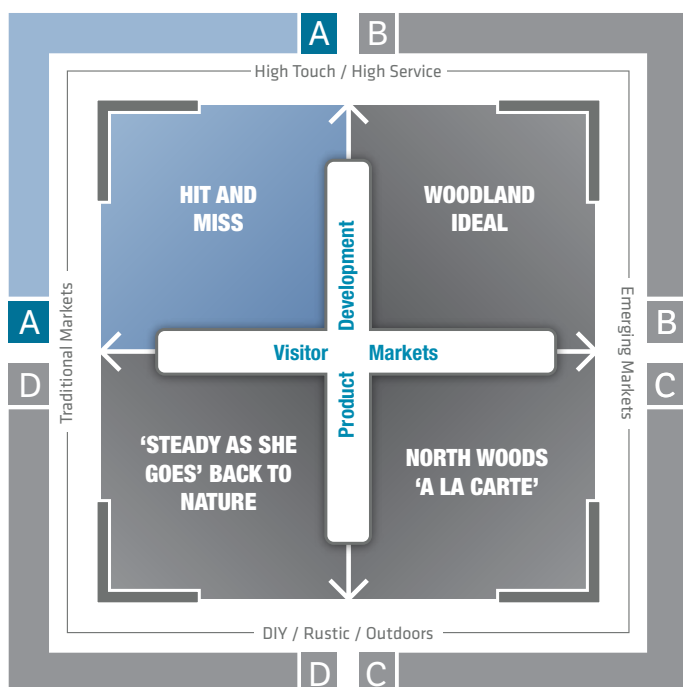 A B
High Touch / High Service
HIT AND
MISS
WOODLAND
IDEAL
Product Development
Traditional Markets
Emerging Markets
A
B
Visitor Markets
D
C
‘STEADY AS SHE
GOES’ BACK TO
NATURE
NORTH WOODS
‘A LA CARTE’
DIY / Rustic / Outdoors
D C